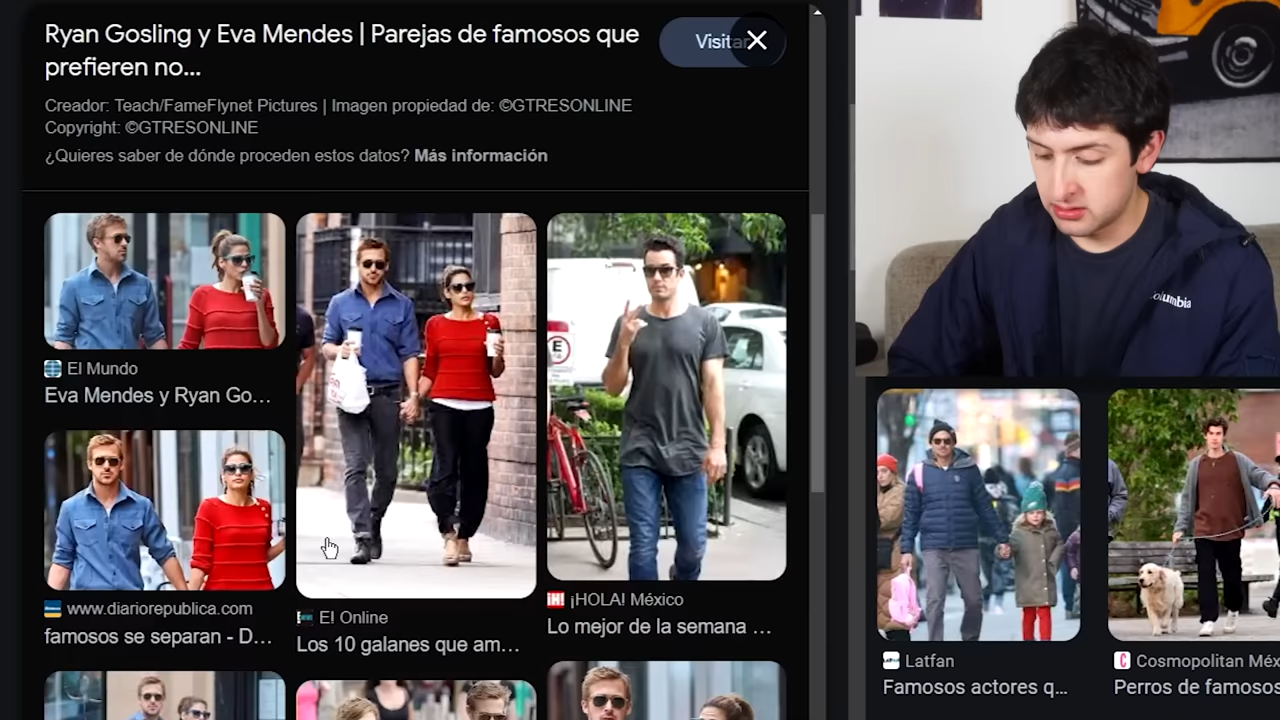 Ryan Gosling y Eva Mendes | Parejas de famosos que
prefieren no...
Visitar
Creador: Teach/FameFlynet Pictures | Imagen propiedad de: ©GTRESONLINE
Copyright: ©GTRESONLINE
¿Quieres saber de dónde proceden estos datos? Más información
Columbia
El Mundo
Eva Mendes y Ryan Go...
www.diariorepublica.com
famosos se separan - D...
E! Online
Los 10 galanes que am...
E
¡HOLA! México
Lo mejor de la semana ...
Latfan
Famosos actores q...
Cosmopolitan Méx
Perros de famosos